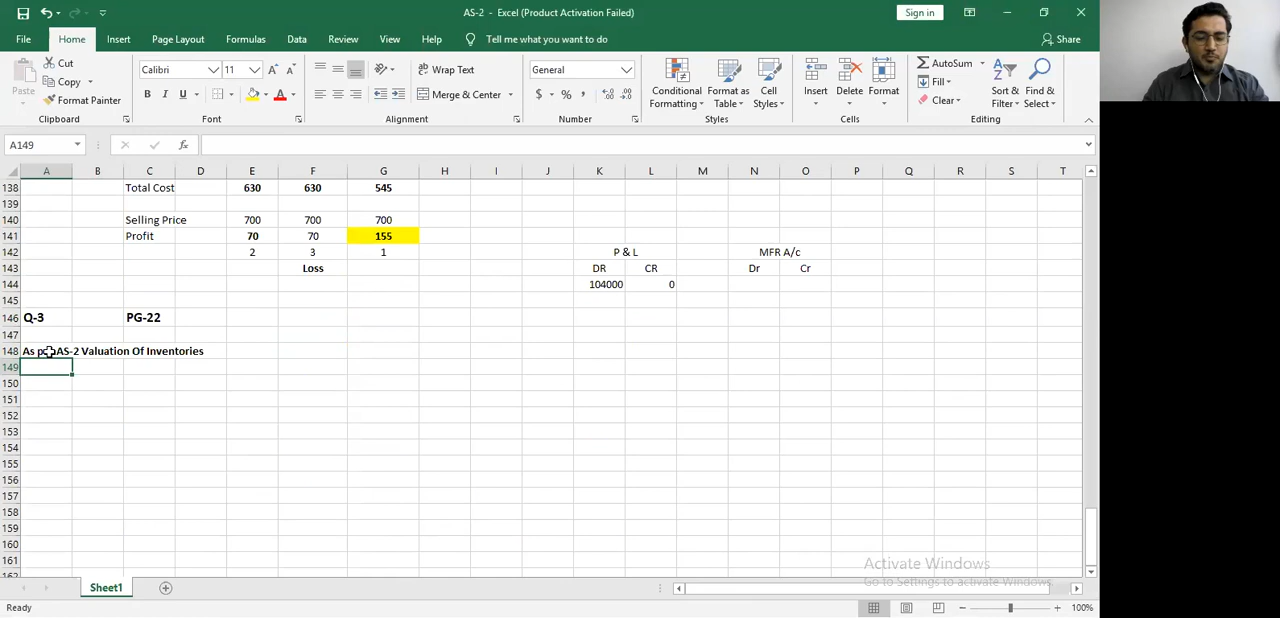 AS-2 - Excel (Product Activation Failed)
Sign in
File Home Insert Page Layout Formulas Data Review View Help Tell me what you want to do Share
Paste Cut Copy Format Painter
Clipboard
Calibri 11
B I U
Font
Wrap Text
Merge & Center
Alignment
General
$ % ,
Number
Conditional Formatting Format as Table Cell Styles
Styles
Insert Delete Format
Cells
AutoSum Fill Clear
Sort & Filter Find & Select
Editing
A149 fx
A B C D E F G H I J K L M N O P Q R S T
138 Total Cost 630 630 545
139
140 Selling Price 700 700 700
141 Profit 70 70 155
142 2 3 1 P & L MFR A/c
143 Loss DR CR Dr Cr
144 104000 0
145
146 Q-3 PG-22
147
148 As AS-2 Valuation Of Inventories
149
150
151
152
153
154
155
156
157
158
159
160
161
Activate Windows
Go to Settings to activate Windows.
Sheet1
Ready 100%